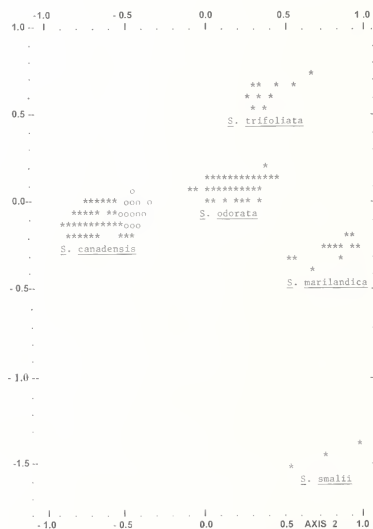 -1.0 -0.5 0.0 0.5 1.0
1.0
S. trifoliata
0.5
S. odorata
0.0
S. canadensis
S. marilandica
-0.5
-1.0
S. smalii
-1.5
-1.0 -0.5 0.0 0.5 AXIS 2 1.0